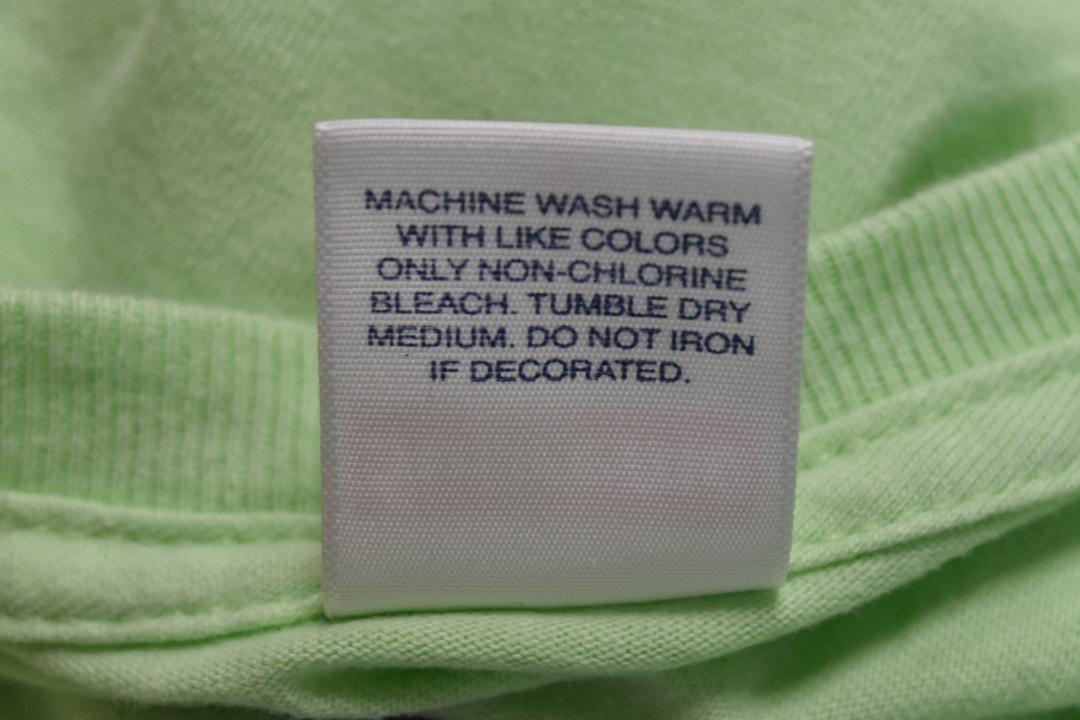 MACHINE WASH WARM
WITH LIKE COLORS
ONLY NON-CHLORINE
BLEACH. TUMBLE DRY
MEDIUM. DO NOT IRON
IF DECORATED.